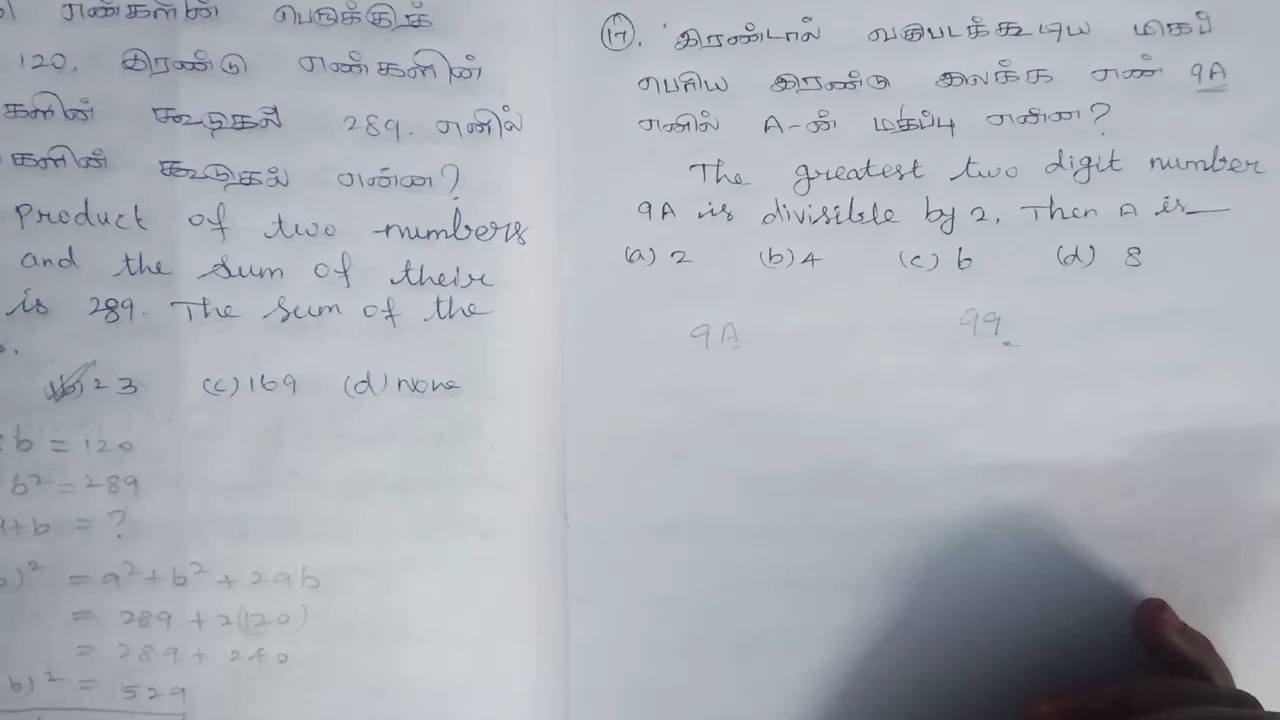 எண்களின் பெருக்கற்
120. இரண்டு எண்களின்
களின் கூடுதல் 289. எனில்
களின் கூடுதல் என்ன?
product of two numbers
and the sum of their
is 289. The sum of the
(b) 23 (c) 169 (d) none
b = 120
b² = 289
a+b = ?
)² = a² + b² + 2ab
= 289 + 2(120)
= 289 + 240
b)² = 529
(17). இரண்டால் வகுபடக்கூடிய மிகப்
பெரிய இரண்டு இலக்க எண் 9A
எனில் A-ன் மதிப்பு என்ன?
The greatest two digit number
9A is divisible by 2. Then A is—
(a) 2 (b) 4 (c) 6 (d) 8
9A 99